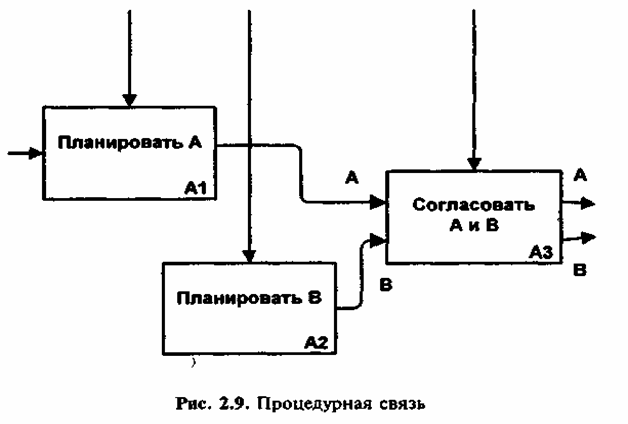 Планировать А
А1
А
Согласовать
А и В
А3
А
В
Планировать В
А2
В
Рис. 2.9. Процедурная связь